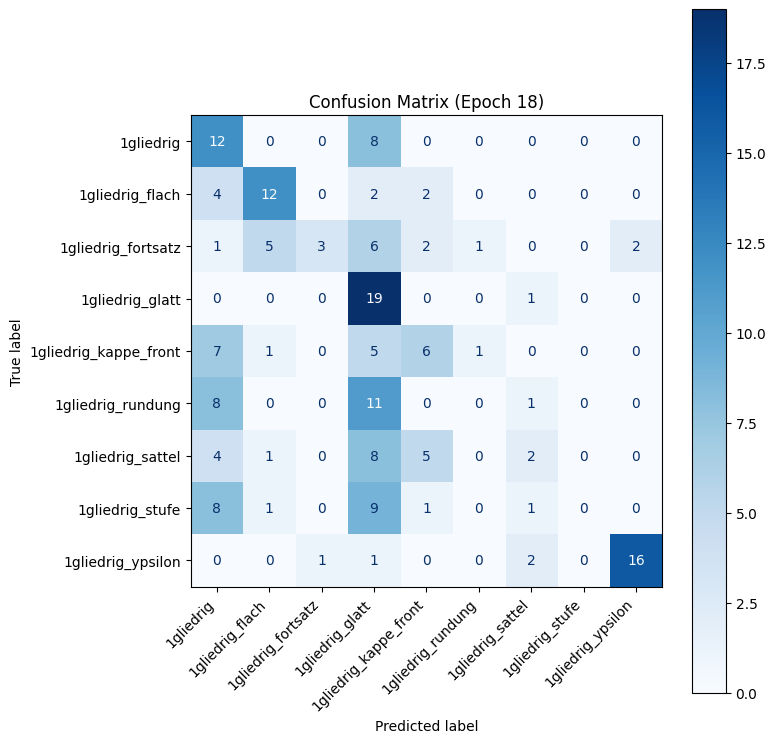 Confusion Matrix (Epoch 18)
True label
1gliedrig 12 0 0 8 0 0 0 0 0
1gliedrig_flach 4 12 0 2 2 0 0 0 0
1gliedrig_fortsatz 1 5 3 6 2 1 0 0 2
1gliedrig_glatt 0 0 0 19 0 0 1 0 0
1gliedrig_kappe_front 7 1 0 5 6 1 0 0 0
1gliedrig_rundung 8 0 0 11 0 0 1 0 0
1gliedrig_sattel 4 1 0 8 5 0 2 0 0
1gliedrig_stufe 8 1 0 9 1 0 1 0 0
1gliedrig_ypsilon 0 0 1 1 0 0 2 0 16
1gliedrig
1gliedrig_flach
1gliedrig_fortsatz
1gliedrig_glatt
1gliedrig_kappe_front
1gliedrig_rundung
1gliedrig_sattel
1gliedrig_stufe
1gliedrig_ypsilon
Predicted label
17.5
15.0
12.5
10.0
7.5
5.0
2.5
0.0